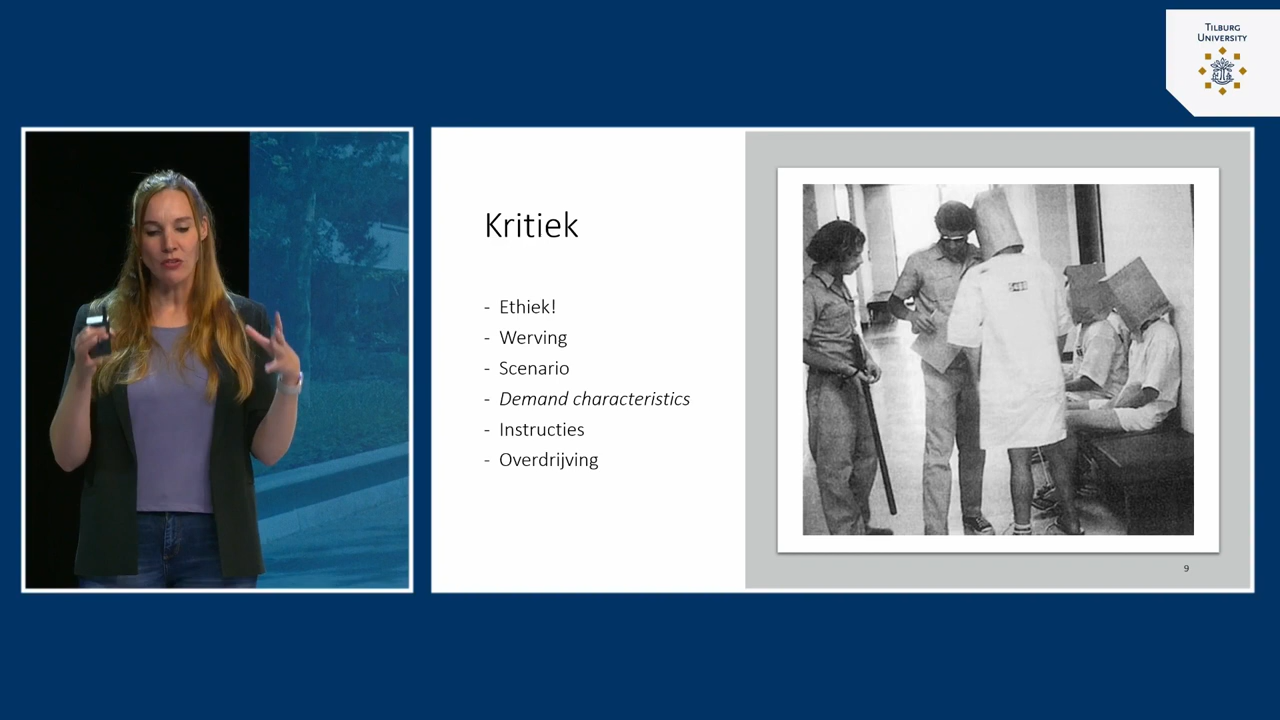 TILBURG
UNIVERSITY
Kritiek
- Ethiek!
- Werving
- Scenario
- Demand characteristics
- Instructies
- Overdrijving
9